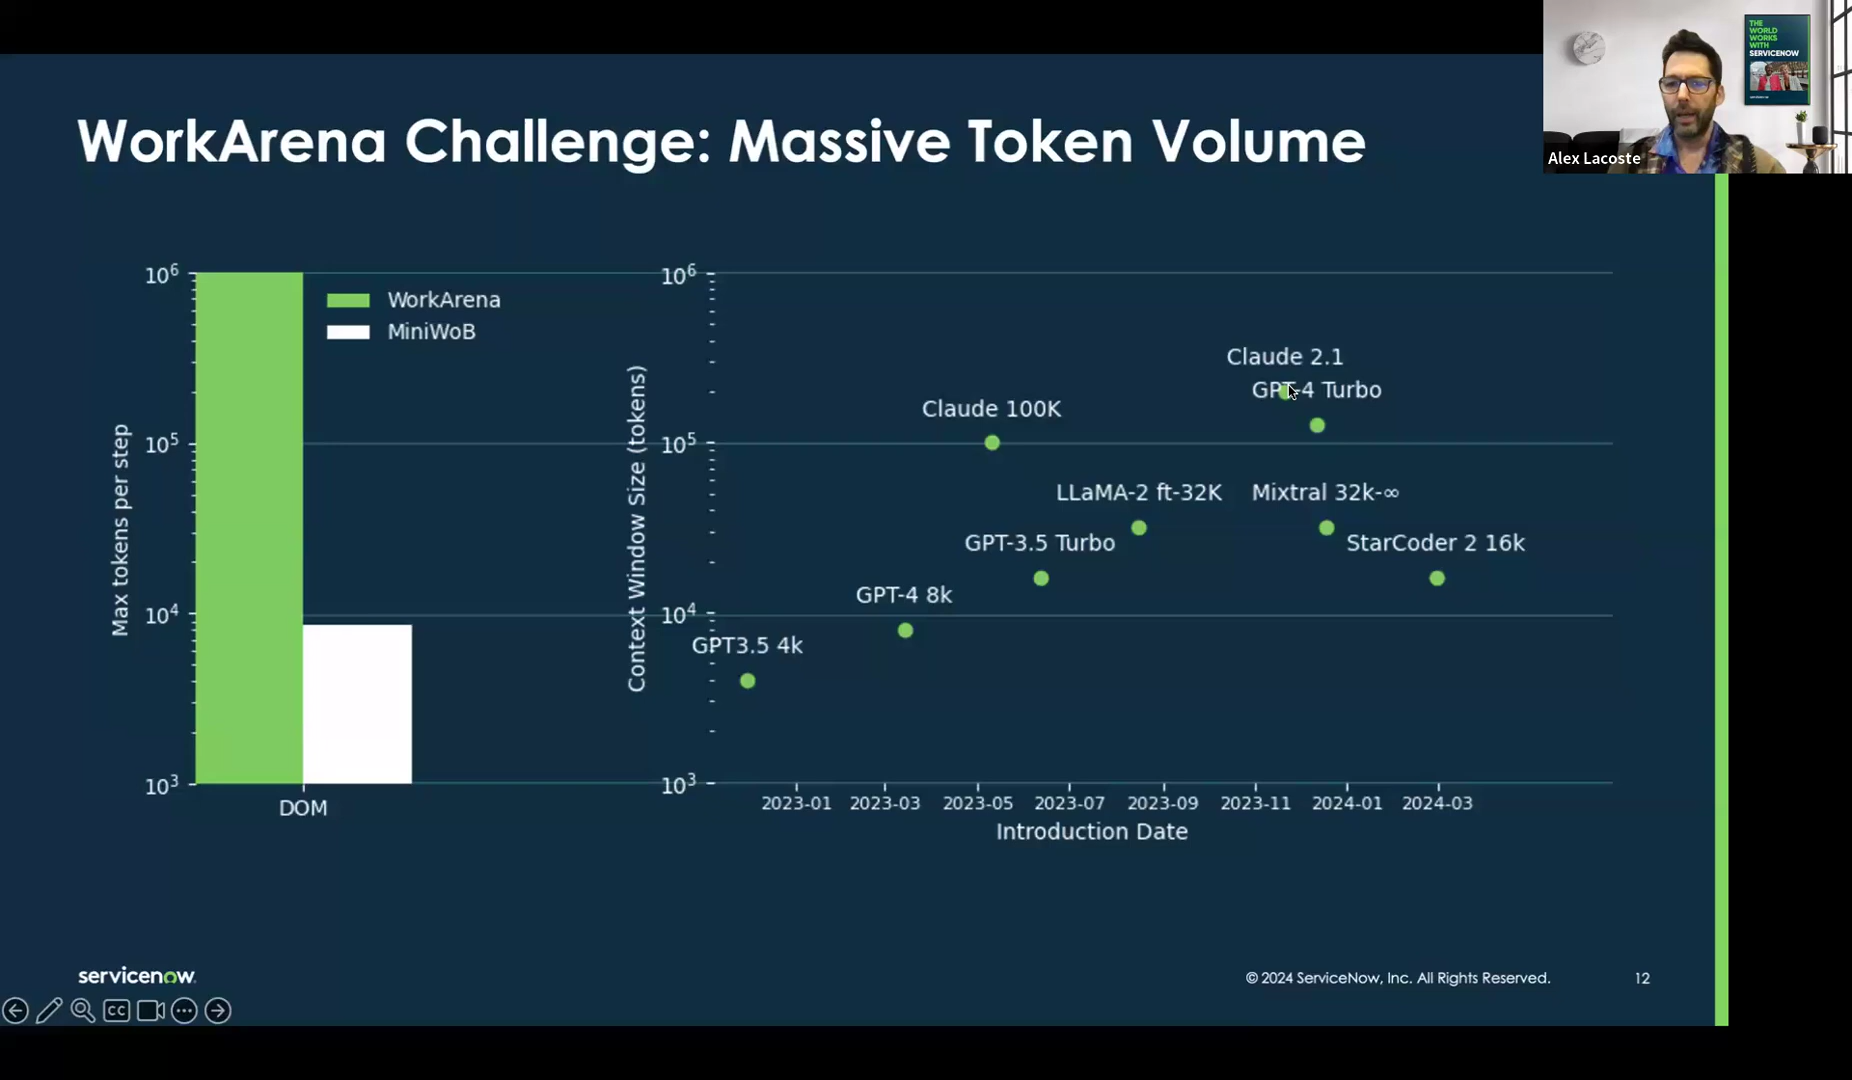 THE
WORLD
WORKS
WITH
SERVICENOW
Alex Lacoste
WorkArena Challenge: Massive Token Volume
Max tokens per step
10⁶
10⁵
10⁴
10³
WorkArena
MiniWoB
DOM
Context Window Size (tokens)
10⁶
10⁵
10⁴
10³
Claude 2.1
GPT-4 Turbo
Claude 100K
LLaMA-2 ft-32K
Mixtral 32k-∞
GPT-3.5 Turbo
StarCoder 2 16k
GPT-4 8k
GPT3.5 4k
2023-01 2023-03 2023-05 2023-07 2023-09 2023-11 2024-01 2024-03
Introduction Date
servicenow
© 2024 ServiceNow, Inc. All Rights Reserved.
12
CC